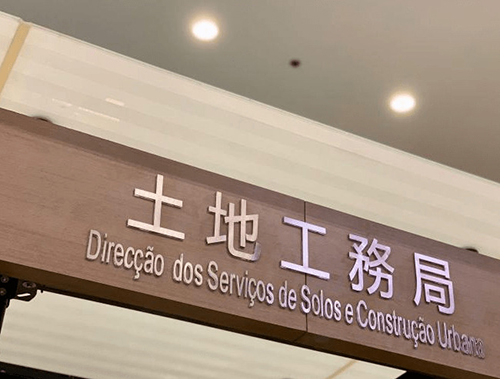 土地工務局
Direcção dos Serviços de Solos e Construção Urbana